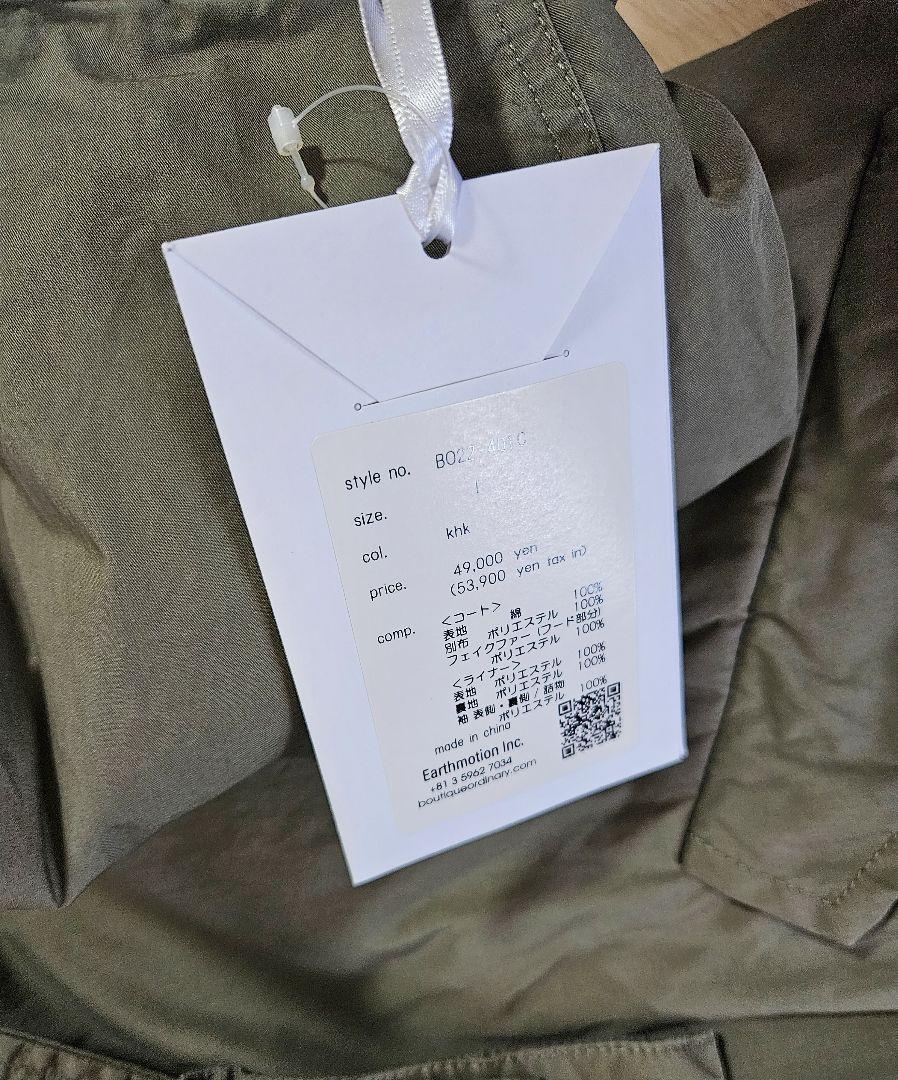 style no.
size. 1
col. khk
price. 49,000 yen
(53,900 yen tax in)
comp. <コート>
表地 綿 100%
別布 ポリエステル 100%
フェイクファー(フード部分)
ポリエステル 100%
<ライナー>
表地 ポリエステル 100%
裏地 ポリエステル 100%
袖 表側・裏側/詰物
ポリエステル 100%
made in china
Earthmotion Inc.
+81 3 5962 7034
boutiqueordinary.com